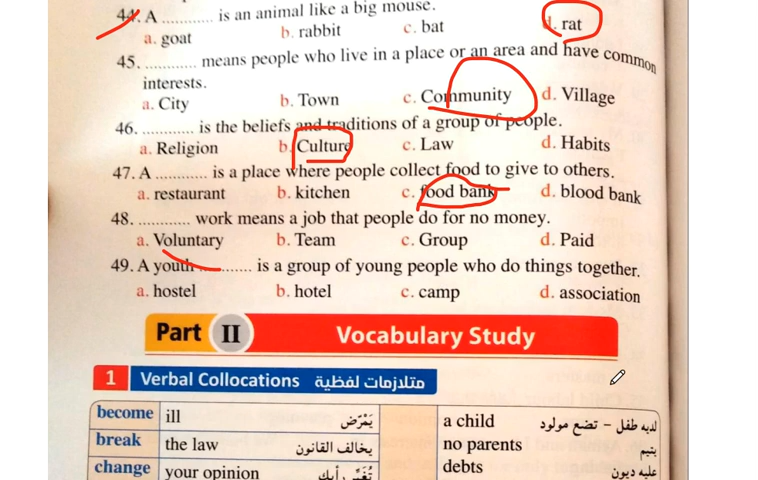 44. A ............ is an animal like a big mouse.
a. goat b. rabbit c. bat d. rat
45. ............ means people who live in a place or an area and have common
interests.
a. City b. Town c. Community d. Village
46. ............ is the beliefs and traditions of a group of people.
a. Religion b. Culture c. Law d. Habits
47. A ............ is a place where people collect food to give to others.
a. restaurant b. kitchen c. food bank d. blood bank
48. ............ work means a job that people do for no money.
a. Voluntary b. Team c. Group d. Paid
49. A youth ............ is a group of young people who do things together.
a. hostel b. hotel c. camp d. association
Part II Vocabulary Study
1 Verbal Collocations متلازمات لفظية
become ill يَمْرَض a child لديه طفل - تضع مولود
break the law يخالف القانون no parents يتيم
change your opinion تُغَيِّر رأيك debts عليه ديون